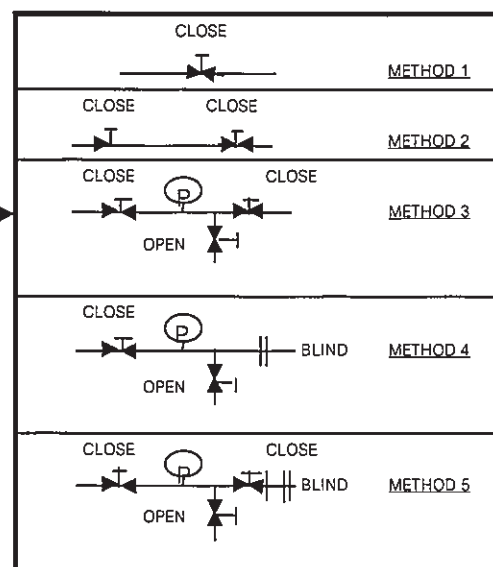 CLOSE
METHOD 1
CLOSE CLOSE
METHOD 2
CLOSE CLOSE
P
METHOD 3
OPEN
CLOSE
P
BLIND METHOD 4
OPEN
CLOSE CLOSE
P
BLIND METHOD 5
OPEN